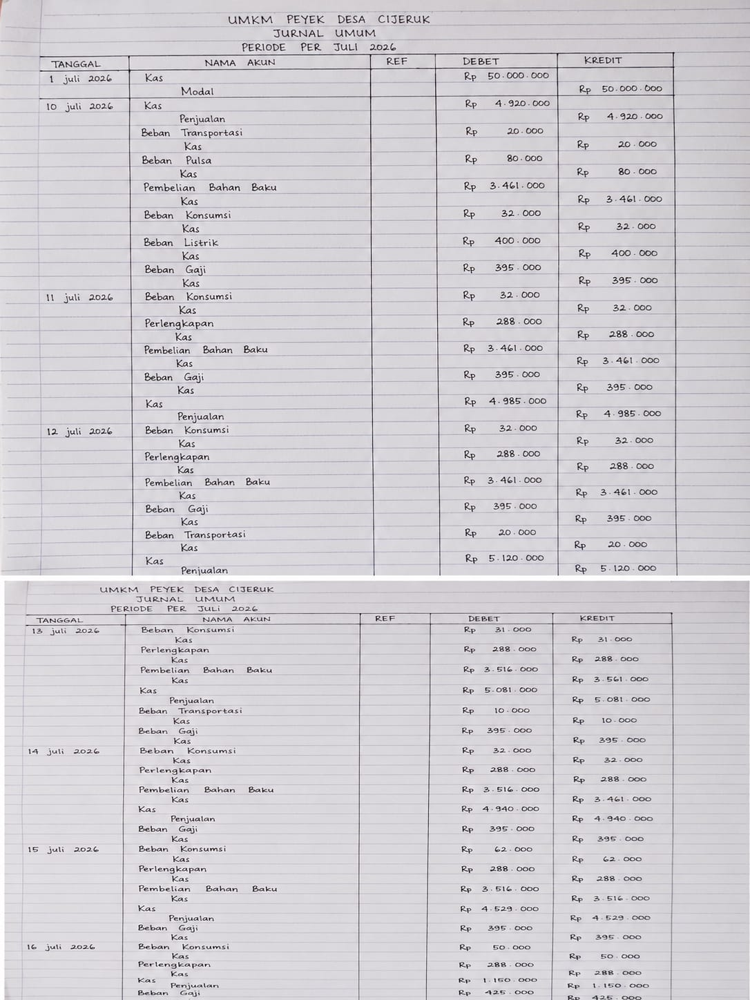 UMKM PEYEK DESA CIJERUK
JURNAL UMUM
PERIODE PER JULI 2026
TANGGAL NAMA AKUN REF DEBET KREDIT
1 juli 2026 Kas Rp 50.000.000
Modal Rp 50.000.000
10 juli 2026 Kas Rp 4.920.000
Penjualan Rp 4.920.000
Beban Transportasi Rp 20.000
Kas Rp 20.000
Beban Pulsa Rp 80.000
Kas Rp 80.000
Pembelian Bahan Baku Rp 3.461.000
Kas Rp 3.461.000
Beban Konsumsi Rp 32.000
Kas Rp 32.000
Beban Listrik Rp 400.000
Kas Rp 400.000
Beban Gaji Rp 395.000
Kas Rp 395.000
11 juli 2026 Beban Konsumsi Rp 32.000
Kas Rp 32.000
Perlengkapan Rp 288.000
Kas Rp 288.000
Pembelian Bahan Baku Rp 3.461.000
Kas Rp 3.461.000
Beban Gaji Rp 395.000
Kas Rp 395.000
Kas Rp 4.985.000
Penjualan Rp 4.985.000
12 juli 2026 Beban Konsumsi Rp 32.000
Kas Rp 32.000
Perlengkapan Rp 288.000
Kas Rp 288.000
Pembelian Bahan Baku Rp 3.461.000
Kas Rp 3.461.000
Beban Gaji Rp 395.000
Kas Rp 395.000
Beban Transportasi Rp 20.000
Kas Rp 20.000
Kas Rp 5.120.000
Penjualan Rp 5.120.000
UMKM PEYEK DESA CIJERUK
JURNAL UMUM
PERIODE PER JULI 2026
TANGGAL NAMA AKUN REF DEBET KREDIT
13 juli 2026 Beban Konsumsi Rp 31.000
Kas Rp 31.000
Perlengkapan Rp 288.000
Kas Rp 288.000
Pembelian Bahan Baku Rp 3.516.000
Kas Rp 3.561.000
Kas Rp 5.081.000
Penjualan Rp 5.081.000
Beban Transportasi Rp 10.000
Kas Rp 10.000
Beban Gaji Rp 395.000
Kas Rp 395.000
14 juli 2026 Beban Konsumsi Rp 32.000
Kas Rp 32.000
Perlengkapan Rp 288.000
Kas Rp 288.000
Pembelian Bahan Baku Rp 3.516.000
Kas Rp 3.461.000
Kas Rp 4.940.000
Penjualan Rp 4.940.000
Beban Gaji Rp 395.000
Kas Rp 395.000
15 juli 2026 Beban Konsumsi Rp 62.000
Kas Rp 62.000
Perlengkapan Rp 288.000
Kas Rp 288.000
Pembelian Bahan Baku Rp 3.516.000
Kas Rp 3.516.000
Kas Rp 4.529.000
Penjualan Rp 4.529.000
Beban Gaji Rp 395.000
Kas Rp 395.000
16 juli 2026 Beban Konsumsi Rp 50.000
Kas Rp 50.000
Perlengkapan Rp 288.000
Kas Rp 288.000
Kas Rp 1.150.000
Penjualan Rp 1.150.000
Beban Gaji Rp 425.000
Rp 425.000